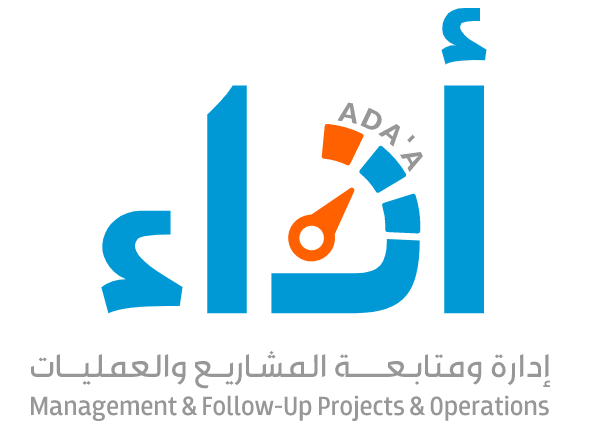 أداء
ADA'A
إدارة ومتابعة المشاريع والعمليات
Management & Follow-Up Projects & Operations